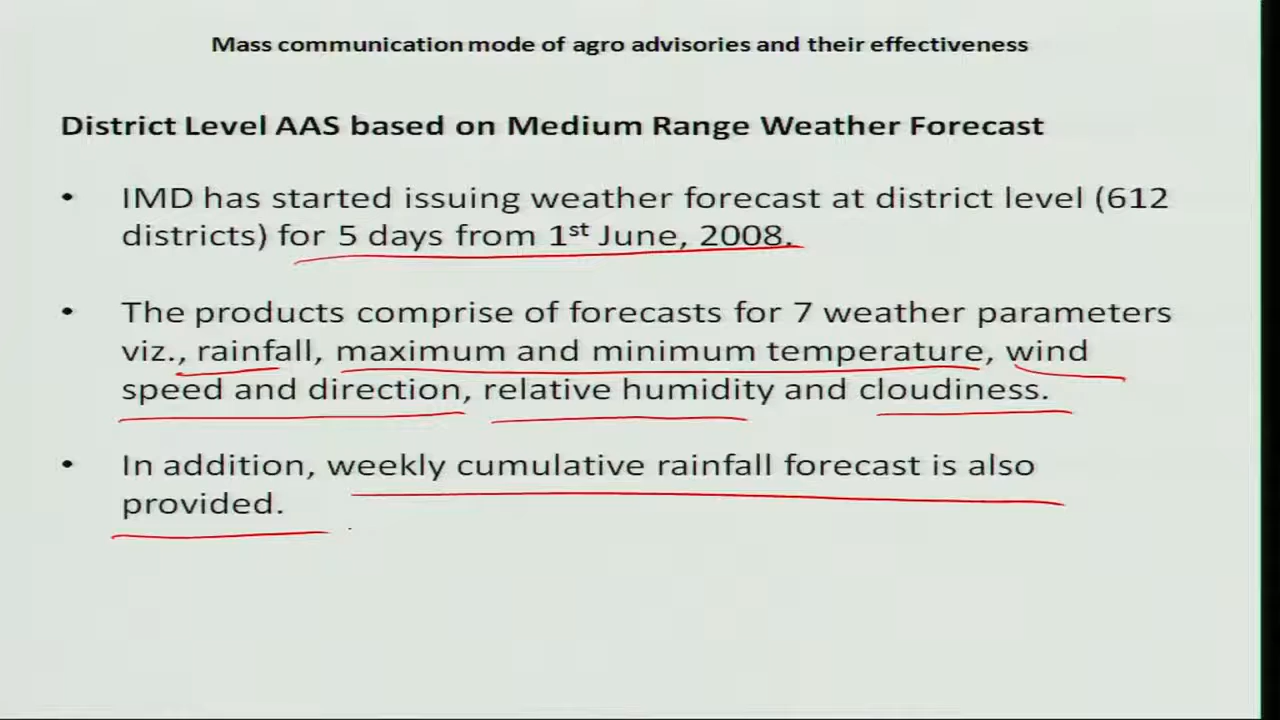 Mass communication mode of agro advisories and their effectiveness
District Level AAS based on Medium Range Weather Forecast
• IMD has started issuing weather forecast at district level (612
districts) for 5 days from 1st June, 2008.
• The products comprise of forecasts for 7 weather parameters
viz., rainfall, maximum and minimum temperature, wind
speed and direction, relative humidity and cloudiness.
• In addition, weekly cumulative rainfall forecast is also
provided.